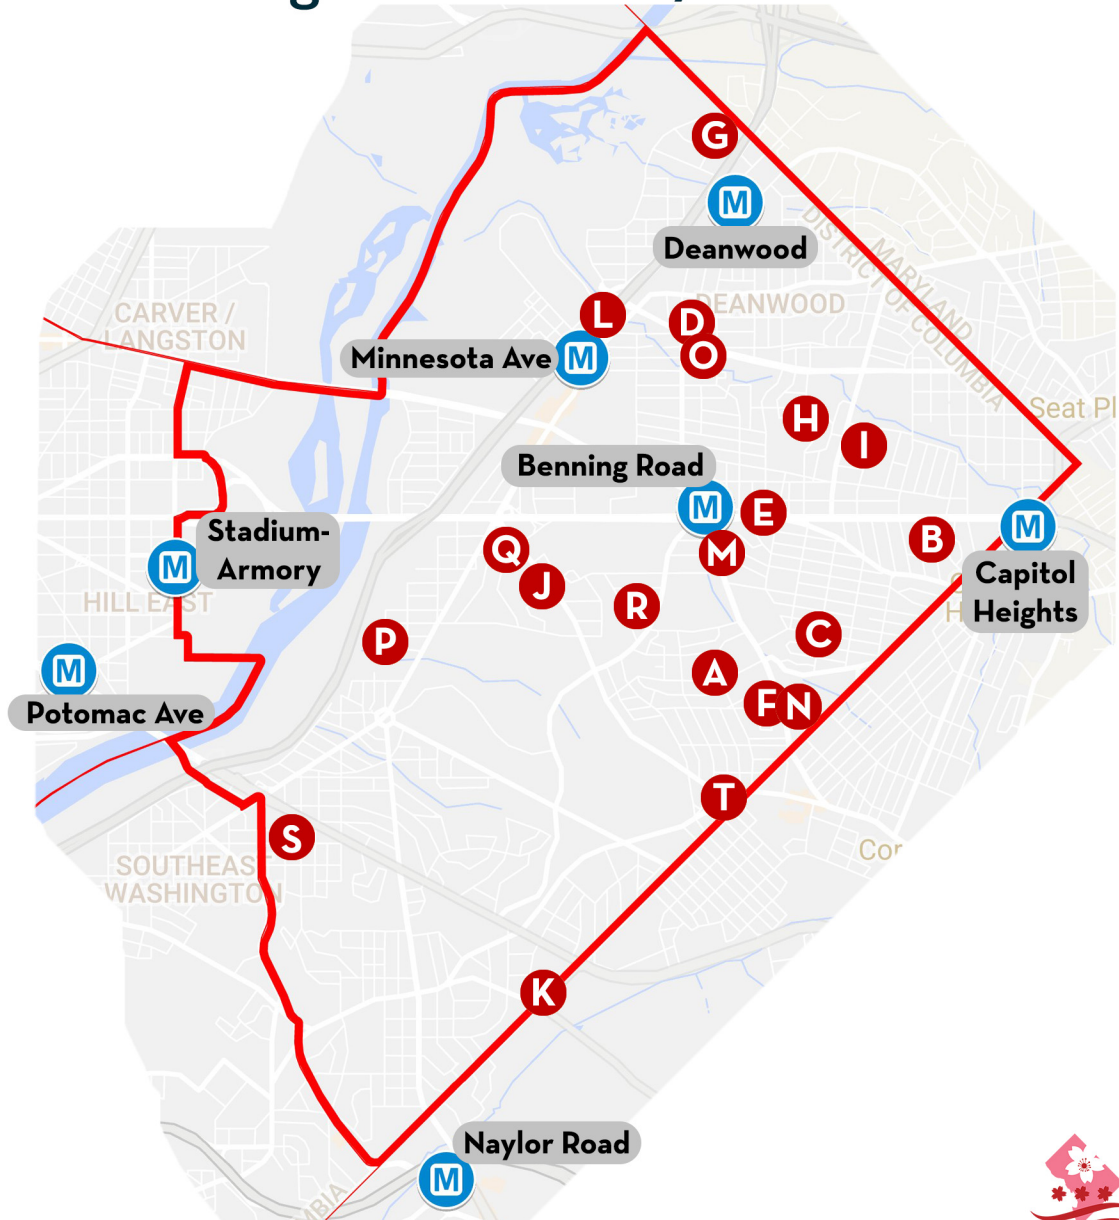 G
M
Deanwood
DISTRICT OF COLUMBIA
MARYLAND
CARVER /
LANGSTON
L
D
DEANWOOD
O
Minnesota Ave
M
Seat Pl
H
I
Benning Road
M
E
B
M
Capitol
Heights
Stadium-
Armory
M
HILL EAST
Q
M
J
R
C
P
A
M
Potomac Ave
F
N
T
S
SOUTHEAST
WASHINGTON
Cor
K
Naylor Road
M